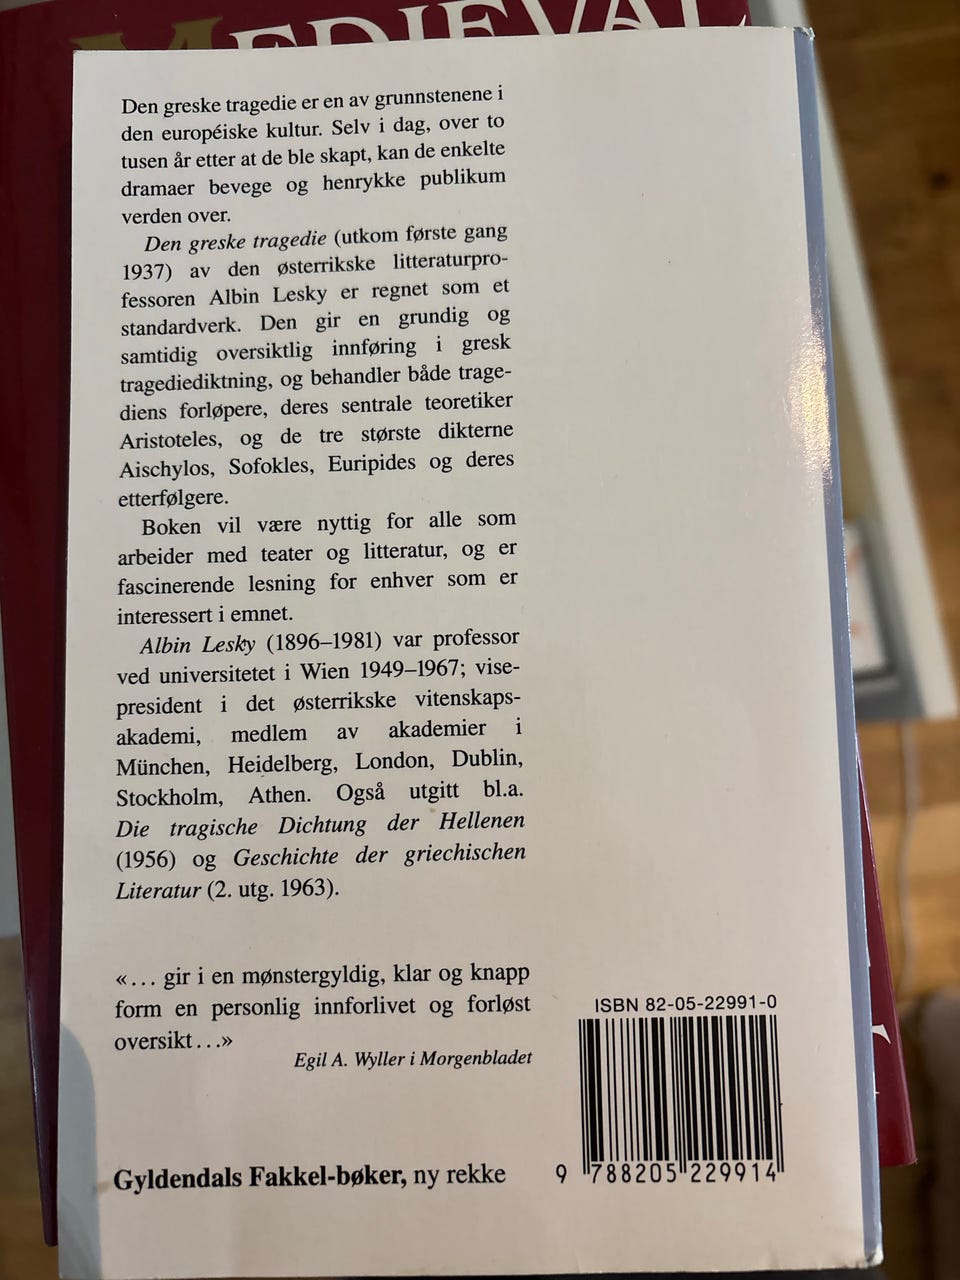 MEDIEVAL
Den greske tragedie er en av grunnstenene i
den européiske kultur. Selv i dag, over to
tusen år etter at de ble skapt, kan de enkelte
dramaer bevege og henrykke publikum
verden over.
Den greske tragedie (utkom første gang
1937) av den østerrikske litteraturpro-
fessoren Albin Lesky er regnet som et
standardverk. Den gir en grundig og
samtidig oversiktlig innføring i gresk
tragediediktning, og behandler både trage-
diens forløpere, deres sentrale teoretiker
Aristoteles, og de tre største dikterne
Aischylos, Sofokles, Euripides og deres
etterfølgere.
Boken vil være nyttig for alle som
arbeider med teater og litteratur, og er
fascinerende lesning for enhver som er
interessert i emnet.
Albin Lesky (1896–1981) var professor
ved universitetet i Wien 1949–1967; vise-
president i det østerrikske vitenskaps-
akademi, medlem av akademier i
München, Heidelberg, London, Dublin,
Stockholm, Athen. Også utgitt bl.a.
Die tragische Dichtung der Hellenen
(1956) og Geschichte der griechischen
Literatur (2. utg. 1963).
«... gir i en mønstergyldig, klar og knapp
form en personlig innforlivet og forløst
oversikt...»
Egil A. Wyller i Morgenbladet
ISBN 82-05-22991-0
9 788205 229914
Gyldendals Fakkel-bøker, ny rekke